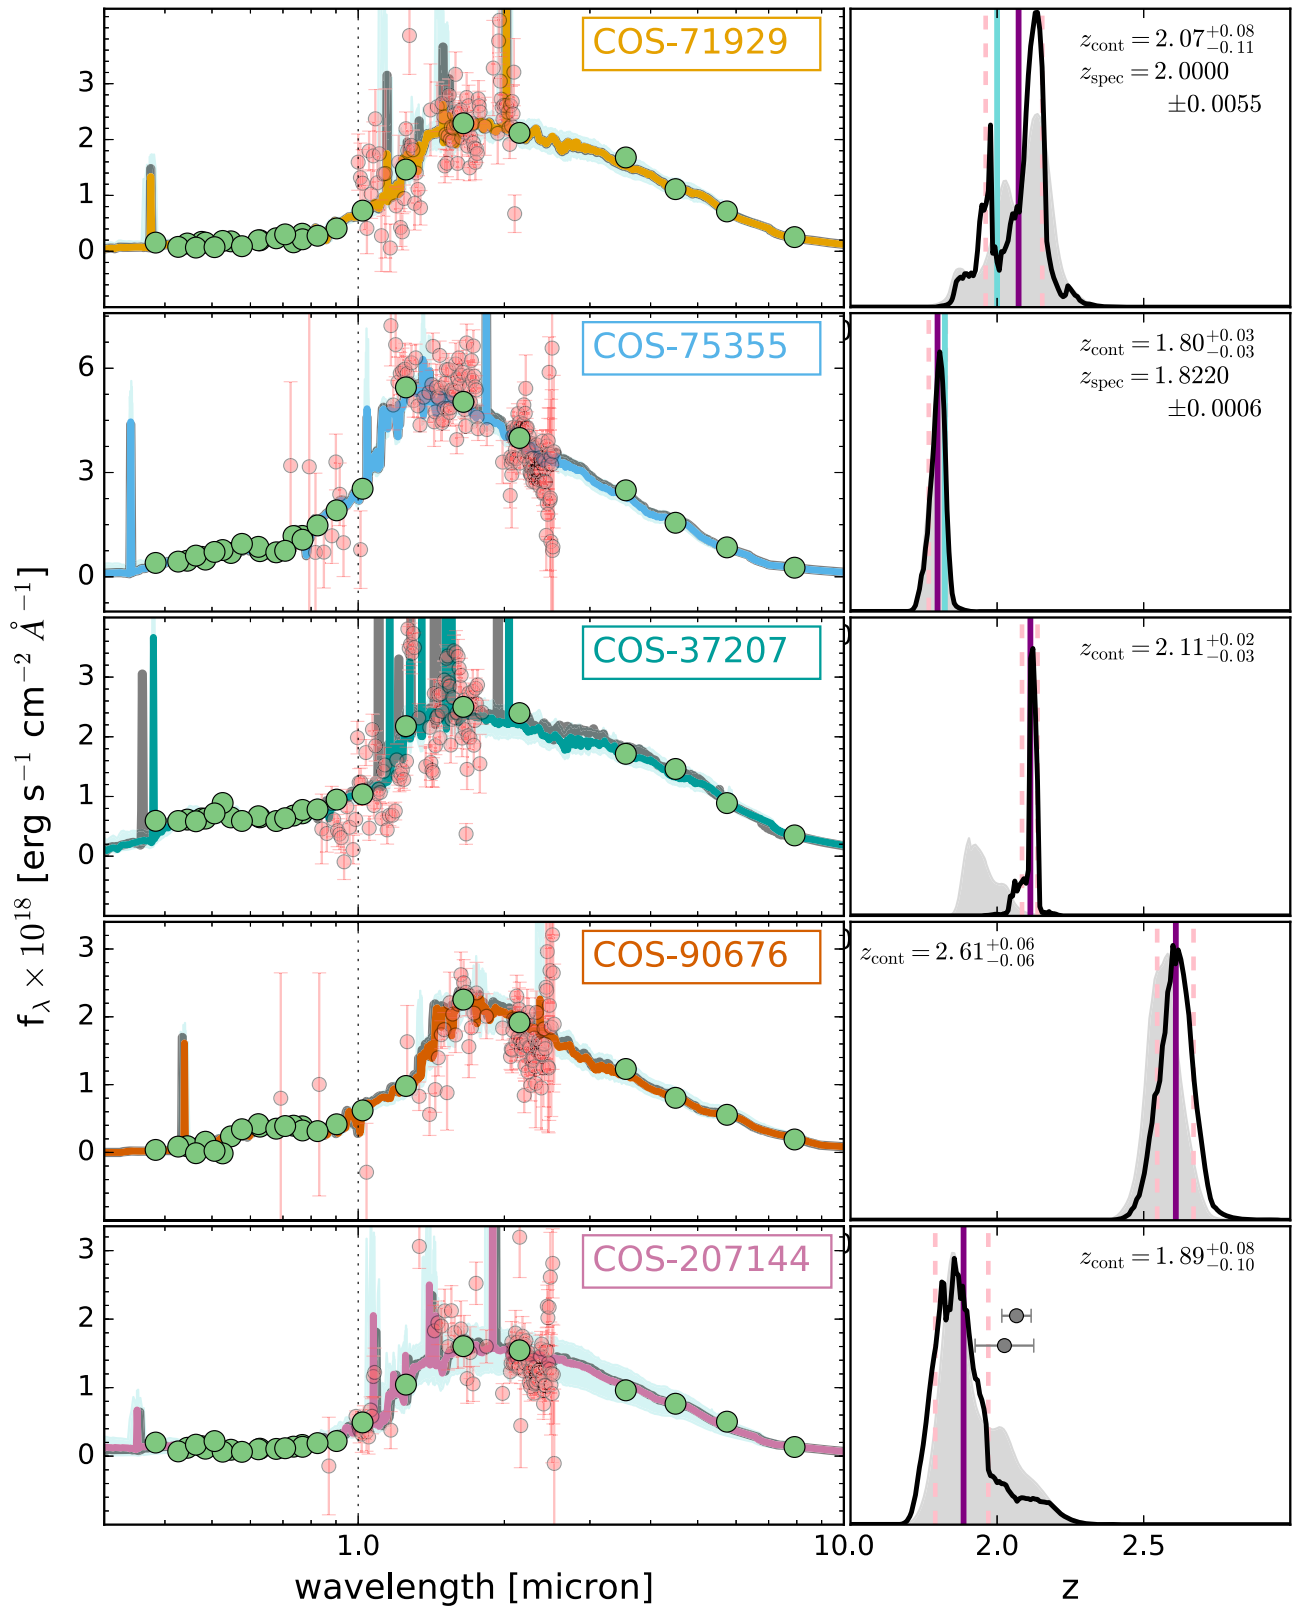 COS-71929
3
2
1
0
z_cont = 2.07 +0.08 −0.11
z_spec = 2.0000
±0.0055
COS-75355
6
3
0
0
z_cont = 1.80 +0.03 −0.03
z_spec = 1.8220
±0.0006
COS-37207
3
2
1
0
0
z_cont = 2.11 +0.02 −0.03
COS-90676
3
2
1
0
0
z_cont = 2.61 +0.06 −0.06
COS-207144
3
2
1
0
0
z_cont = 1.89 +0.08 −0.10
f_λ × 10^18 [erg s^−1 cm^−2 Å^−1]
1.0
10.0
2.0
2.5
wavelength [micron]
z